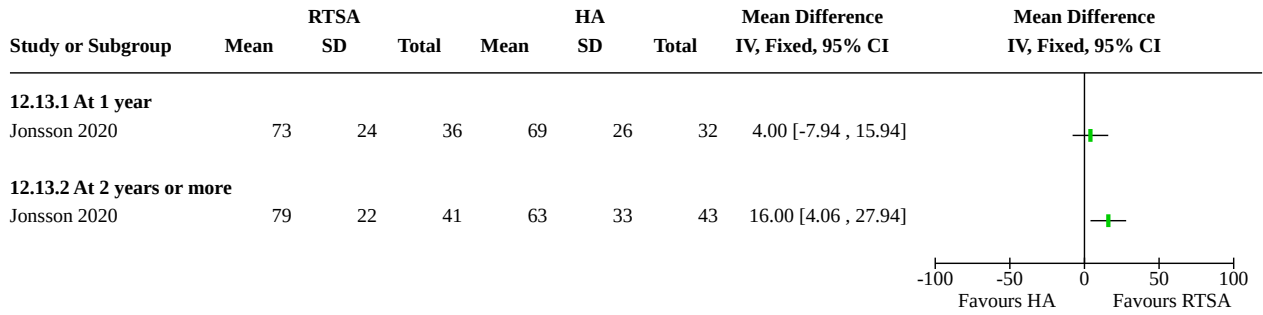 RTSA HA Mean Difference Mean Difference
Study or Subgroup Mean SD Total Mean SD Total IV, Fixed, 95% CI IV, Fixed, 95% CI
12.13.1 At 1 year
Jonsson 2020 73 24 36 69 26 32 4.00 [-7.94 , 15.94]
12.13.2 At 2 years or more
Jonsson 2020 79 22 41 63 33 43 16.00 [4.06 , 27.94]
-100 -50 0 50 100
Favours HA Favours RTSA